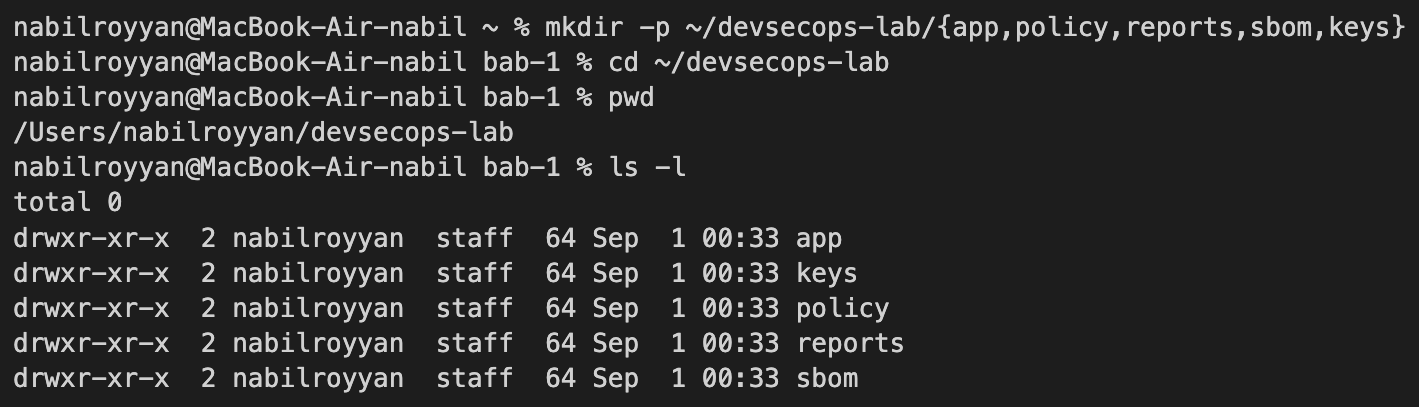 nabilroyyan@MacBook-Air-nabil ~ % mkdir -p ~/devsecops-lab/{app,policy,reports,sbom,keys}
nabilroyyan@MacBook-Air-nabil bab-1 % cd ~/devsecops-lab
nabilroyyan@MacBook-Air-nabil bab-1 % pwd
/Users/nabilroyyan/devsecops-lab
nabilroyyan@MacBook-Air-nabil bab-1 % ls -l
total 0
drwxr-xr-x  2 nabilroyyan  staff  64 Sep  1 00:33 app
drwxr-xr-x  2 nabilroyyan  staff  64 Sep  1 00:33 keys
drwxr-xr-x  2 nabilroyyan  staff  64 Sep  1 00:33 policy
drwxr-xr-x  2 nabilroyyan  staff  64 Sep  1 00:33 reports
drwxr-xr-x  2 nabilroyyan  staff  64 Sep  1 00:33 sbom